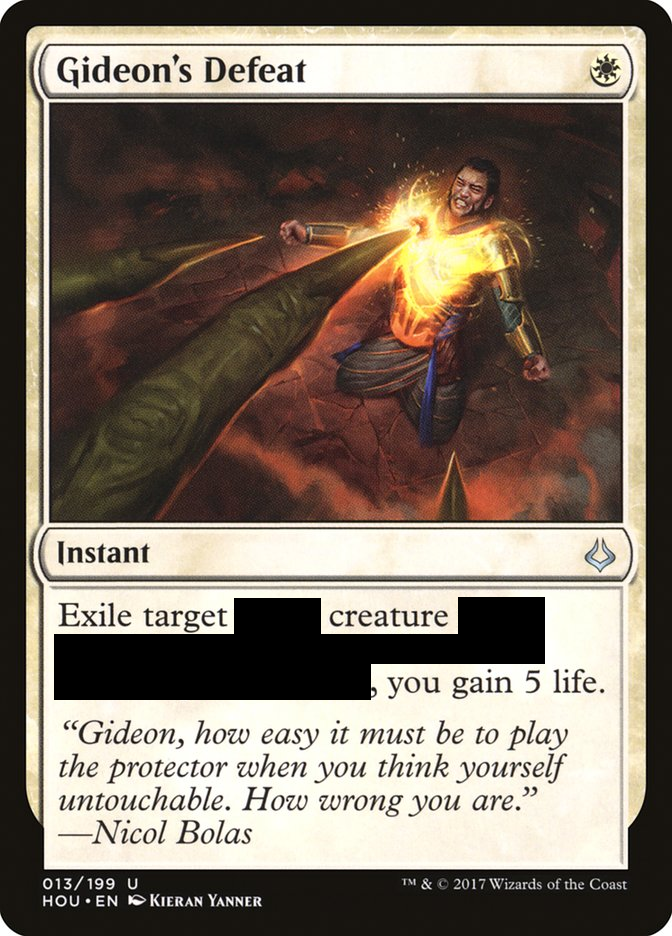 Gideon's Defeat
Instant
Exile target creature
, you gain 5 life.
"Gideon, how easy it must be to play
the protector when you think yourself
untouchable. How wrong you are."
—Nicol Bolas
013/199 U
HOU • EN Kieran Yanner
™ & © 2017 Wizards of the Coast